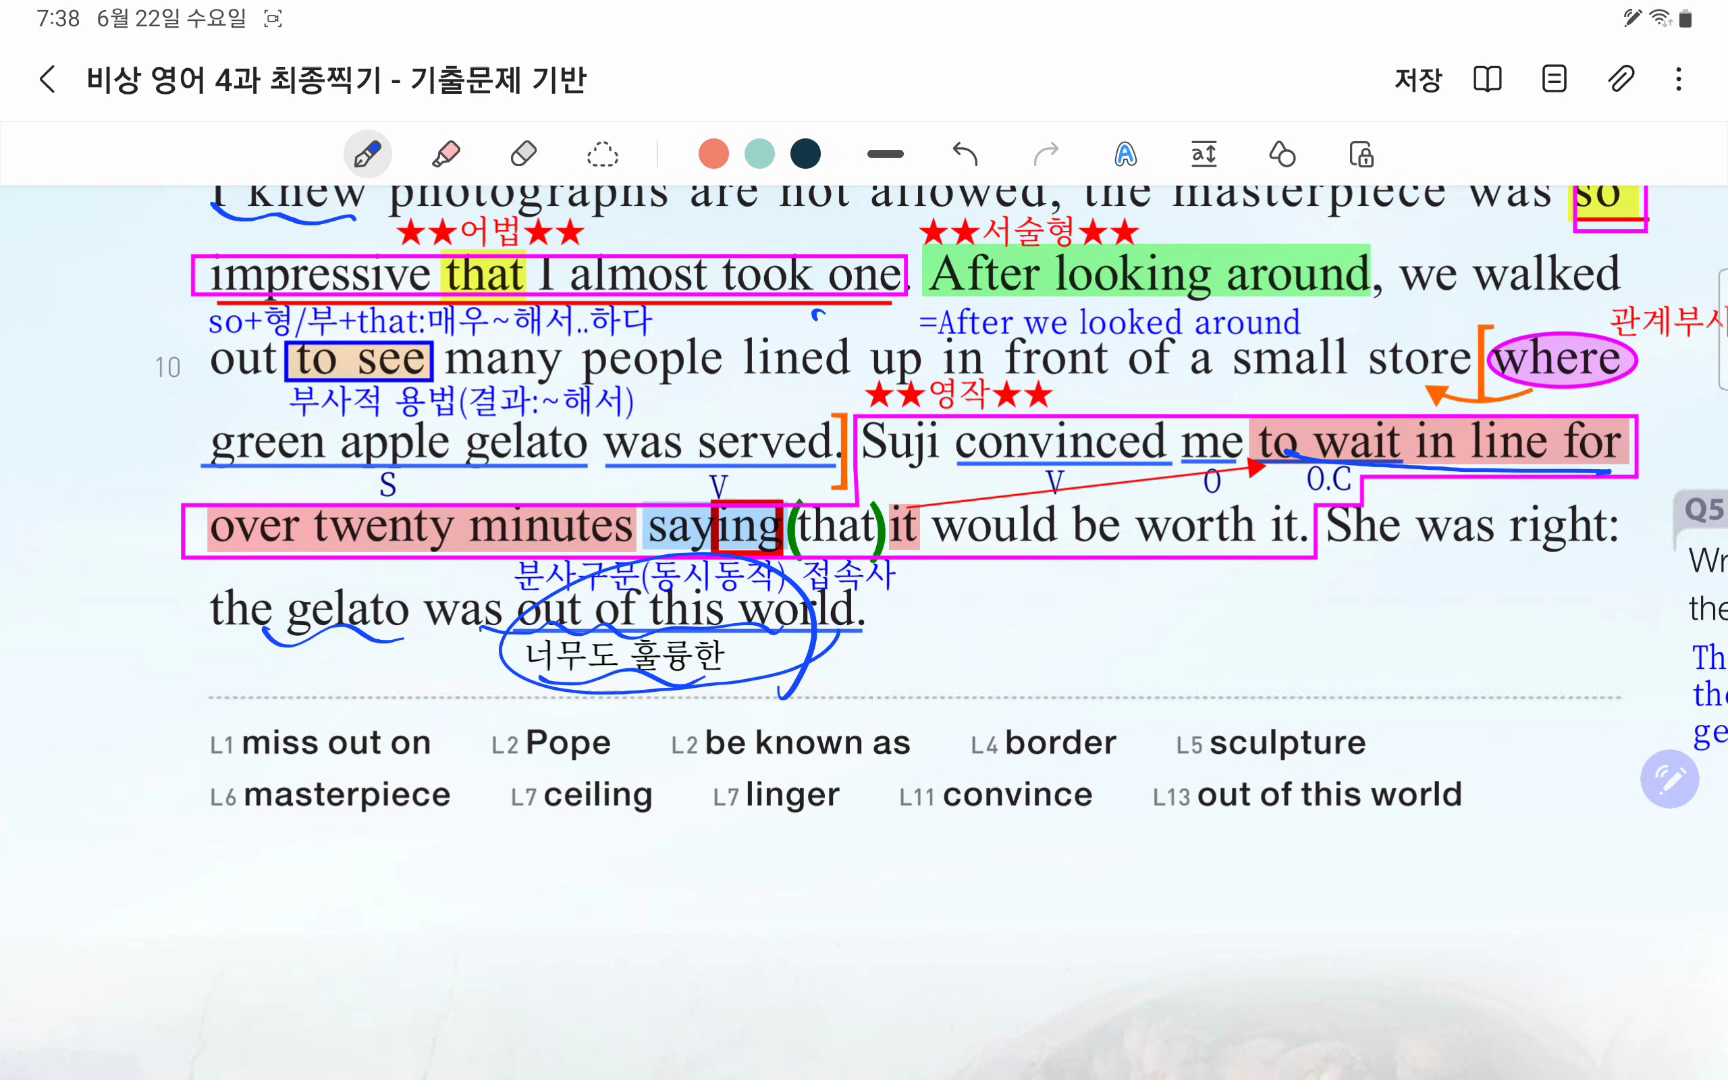 7:38 6월 22일 수요일
비상 영어 4과 최종찍기 - 기출문제 기반
저장
I knew photographs are not allowed, the masterpiece was so
★★어법★★ ★★서술형★★
impressive that I almost took one. After looking around, we walked
so+형/부+that:매우~해서..하다 =After we looked around 관계부사
10 out to see many people lined up in front of a small store [where
부사적 용법(결과:~해서) ★★영작★★
green apple gelato was served.] Suji convinced me to wait in line for
S V V O O.C
over twenty minutes saying (that) it would be worth it. She was right:
Q5
분사구문(동시동작) 접속사
the gelato was out of this world.
너무도 훌륭한
L1 miss out on L2 Pope L2 be known as L4 border L5 sculpture
L6 masterpiece L7 ceiling L7 linger L11 convince L13 out of this world